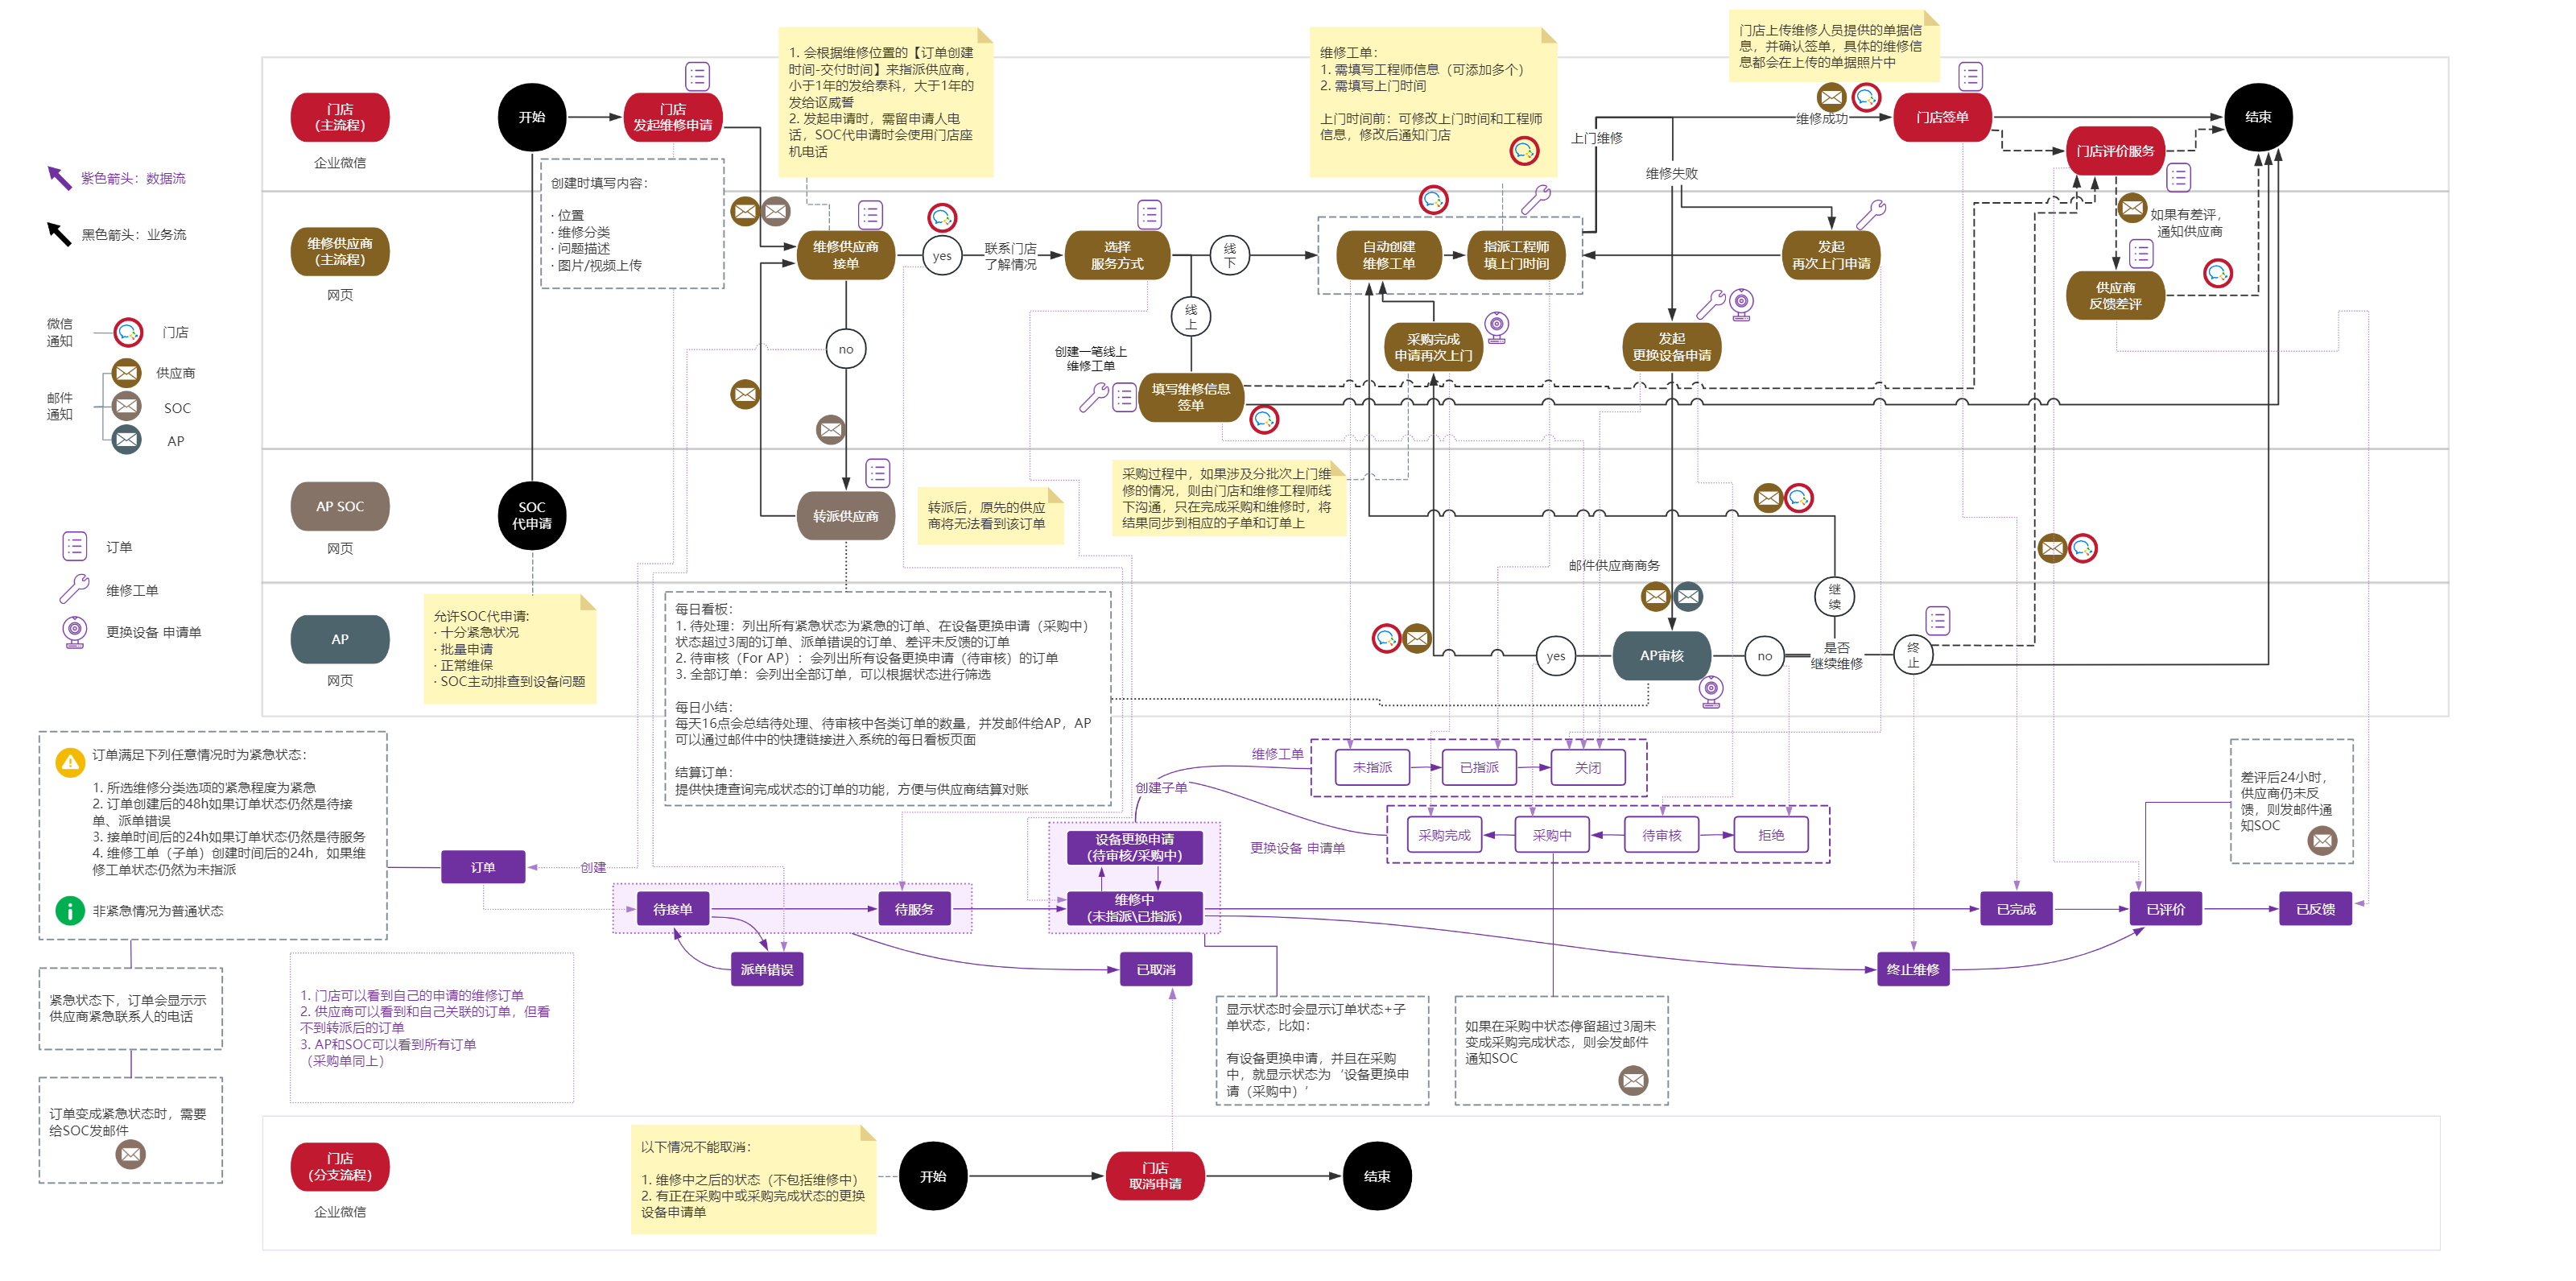 紫色箭头：数据流
黑色箭头：业务流
微信
通知
门店
邮件
通知
供应商
SOC
AP
订单
维修工单
更换设备 申请单
门店
（主流程）
企业微信
维修供应商
（主流程）
网页
AP SOC
网页
AP
网页
开始
门店
发起维修申请
创建时填写内容：
· 位置
· 维修分类
· 问题描述
· 图片/视频上传
1. 会根据维修位置的【订单创建
时间-交付时间】来指派供应商，
小于1年的发给泰科，大于1年的
发给讴威誓
2. 发起申请时，需留申请人电
话，SOC代申请时会使用门店座
机电话
维修供应商
接单
yes
联系门店
了解情况
选择
服务方式
线
下
线
上
no
创建一笔线上
维修工单
填写维修信息
签单
维修工单：
1. 需填写工程师信息（可添加多个）
2. 需填写上门时间
上门时间前：可修改上门时间和工程师
信息，修改后通知门店
自动创建
维修工单
指派工程师
填上门时间
上门维修
维修失败
维修成功
门店上传维修人员提供的单据信
息，并确认签单，具体的维修信
息都会在上传的单据照片中
门店签单
门店评价服务
结束
发起
再次上门申请
如果有差评，
通知供应商
供应商
反馈差评
采购完成
申请再次上门
发起
更换设备申请
SOC
代申请
转派供应商
转派后，原先的供应
商将无法看到该订单
采购过程中，如果涉及分批次上门维
修的情况，则由门店和维修工程师线
下沟通，只在完成采购和维修时，将
结果同步到相应的子单和订单上
邮件供应商商务
允许SOC代申请：
· 十分紧急状况
· 批量申请
· 正常维保
· SOC主动排查到设备问题
每日看板：
1. 待处理：列出所有紧急状态为紧急的订单、在设备更换申请（采购中）
状态超过3周的订单、派单错误的订单、差评未反馈的订单
2. 待审核（For AP）：会列出所有设备更换申请（待审核）的订单
3. 全部订单：会列出全部订单，可以根据状态进行筛选
每日小结：
每天16点会总结待处理、待审核中各类订单的数量，并发邮件给AP，AP
可以通过邮件中的快捷链接进入系统的每日看板页面
结算订单：
提供快捷查询完成状态的订单的功能，方便与供应商结算对账
yes
AP审核
no
是否
继续维修
继
续
终
止
订单满足下列任意情况时为紧急状态：
1. 所选维修分类选项的紧急程度为紧急
2. 订单创建后的48h如果订单状态仍然是待接
单、派单错误
3. 接单时间后的24h如果订单状态仍然是待服务
4. 维修工单（子单）创建时间后的24h，如果维
修工单状态仍然为未指派
非紧急情况为普通状态
紧急状态下，订单会显示示
供应商紧急联系人的电话
订单变成紧急状态时，需要
给SOC发邮件
订单
创建
待接单
待服务
派单错误
1. 门店可以看到自己的申请的维修订单
2. 供应商可以看到和自己关联的订单，但看
不到转派后的订单
3. AP和SOC可以看到所有订单
（采购单同上）
设备更换申请
（待审核/采购中）
维修中
（未指派\已指派）
创建子单
维修工单
未指派
已指派
关闭
更换设备 申请单
采购完成
采购中
待审核
拒绝
已取消
已完成
已评价
已反馈
终止维修
差评后24小时，
供应商仍未反
馈，则发邮件通
知SOC
显示状态时会显示订单状态+子
单状态，比如：
有设备更换申请，并且在采购
中，就显示状态为‘设备更换申
请（采购中）’
如果在采购中状态停留超过3周未
变成采购完成状态，则会发邮件
通知SOC
门店
（分支流程）
企业微信
以下情况不能取消：
1. 维修中之后的状态（不包括维修中）
2. 有正在采购中或采购完成状态的更换
设备申请单
开始
门店
取消申请
结束